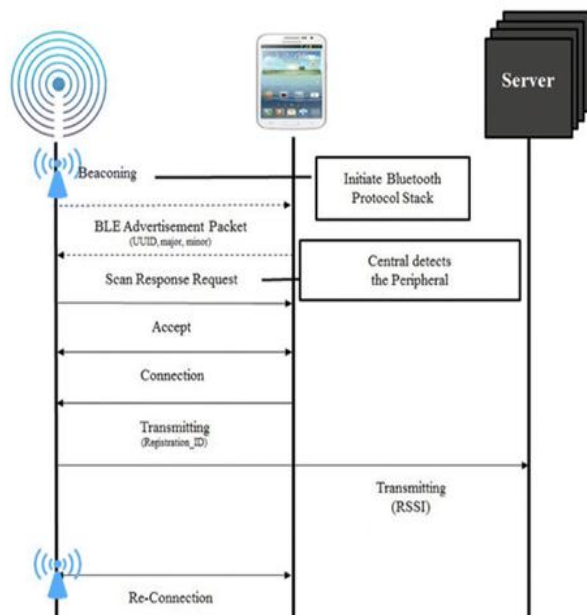 Server
Beaconing
Initiate Bluetooth
Protocol Stack
BLE Advertisement Packet
(UUID, major, minor)
Scan Response Request
Central detects
the Peripheral
Accept
Connection
Transmitting
(Registration_ID)
Transmitting
(RSSI)
Re-Connection